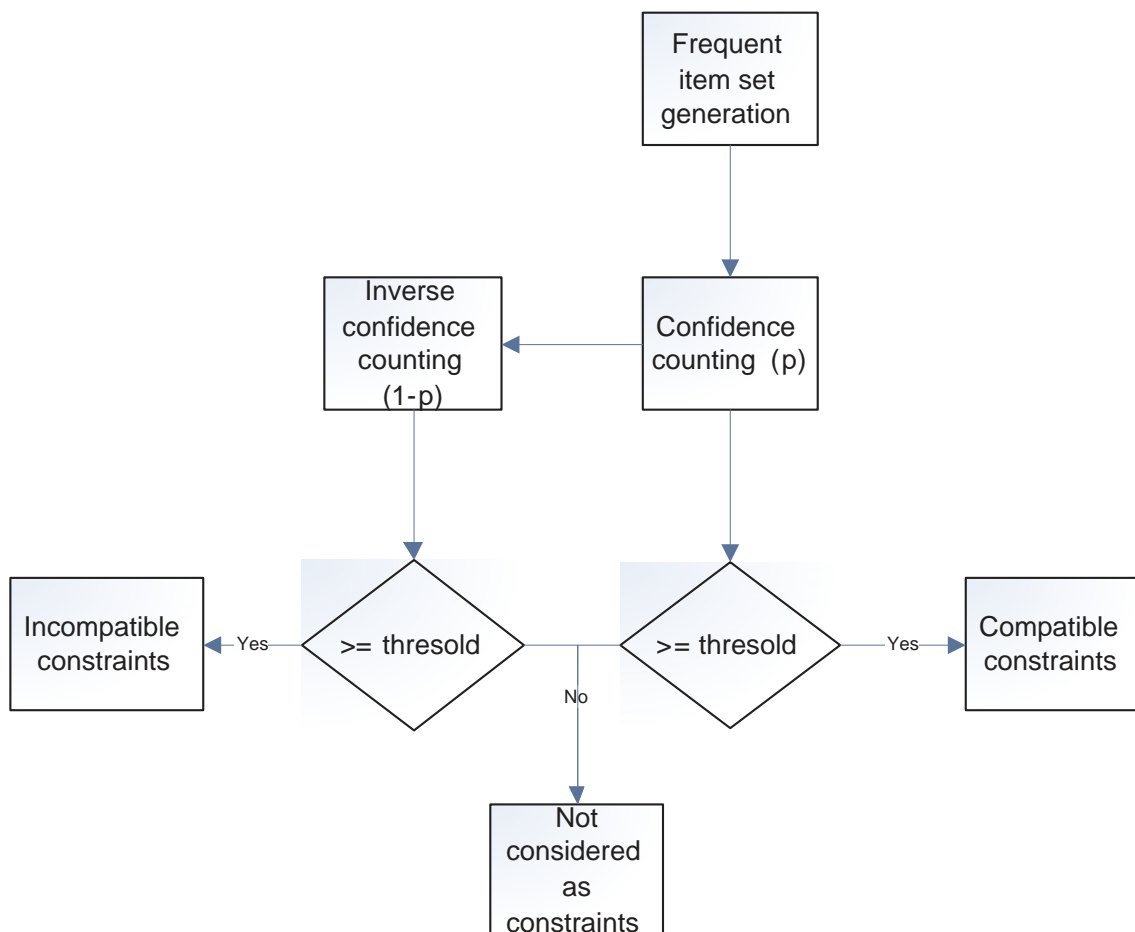 Frequent
item set
generation
Inverse
confidence
counting
(1-p)
Confidence
counting (p)
Incompatible
constraints
Yes
>= thresold
No
>= thresold
Yes
Compatible
constraints
Not
considered
as
constraints